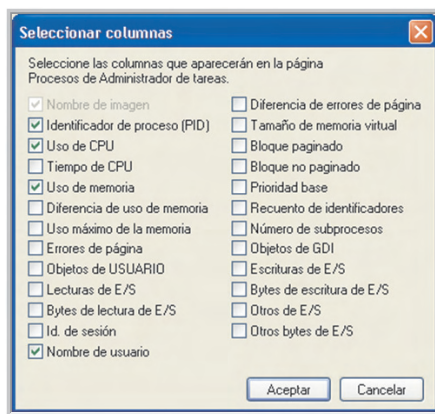 Seleccionar columnas
Seleccione las columnas que aparecerán en la página
Procesos de Administrador de tareas.
Nombre de imagen
Identificador de proceso (PID)
Uso de CPU
Tiempo de CPU
Uso de memoria
Diferencia de uso de memoria
Uso máximo de la memoria
Errores de página
Objetos de USUARIO
Lecturas de E/S
Bytes de lectura de E/S
Id. de sesión
Nombre de usuario
Diferencia de errores de página
Tamaño de memoria virtual
Bloque paginado
Bloque no paginado
Prioridad base
Recuento de identificadores
Número de subprocesos
Objetos de GDI
Escrituras de E/S
Bytes de escritura de E/S
Otros de E/S
Otros bytes de E/S
Aceptar
Cancelar